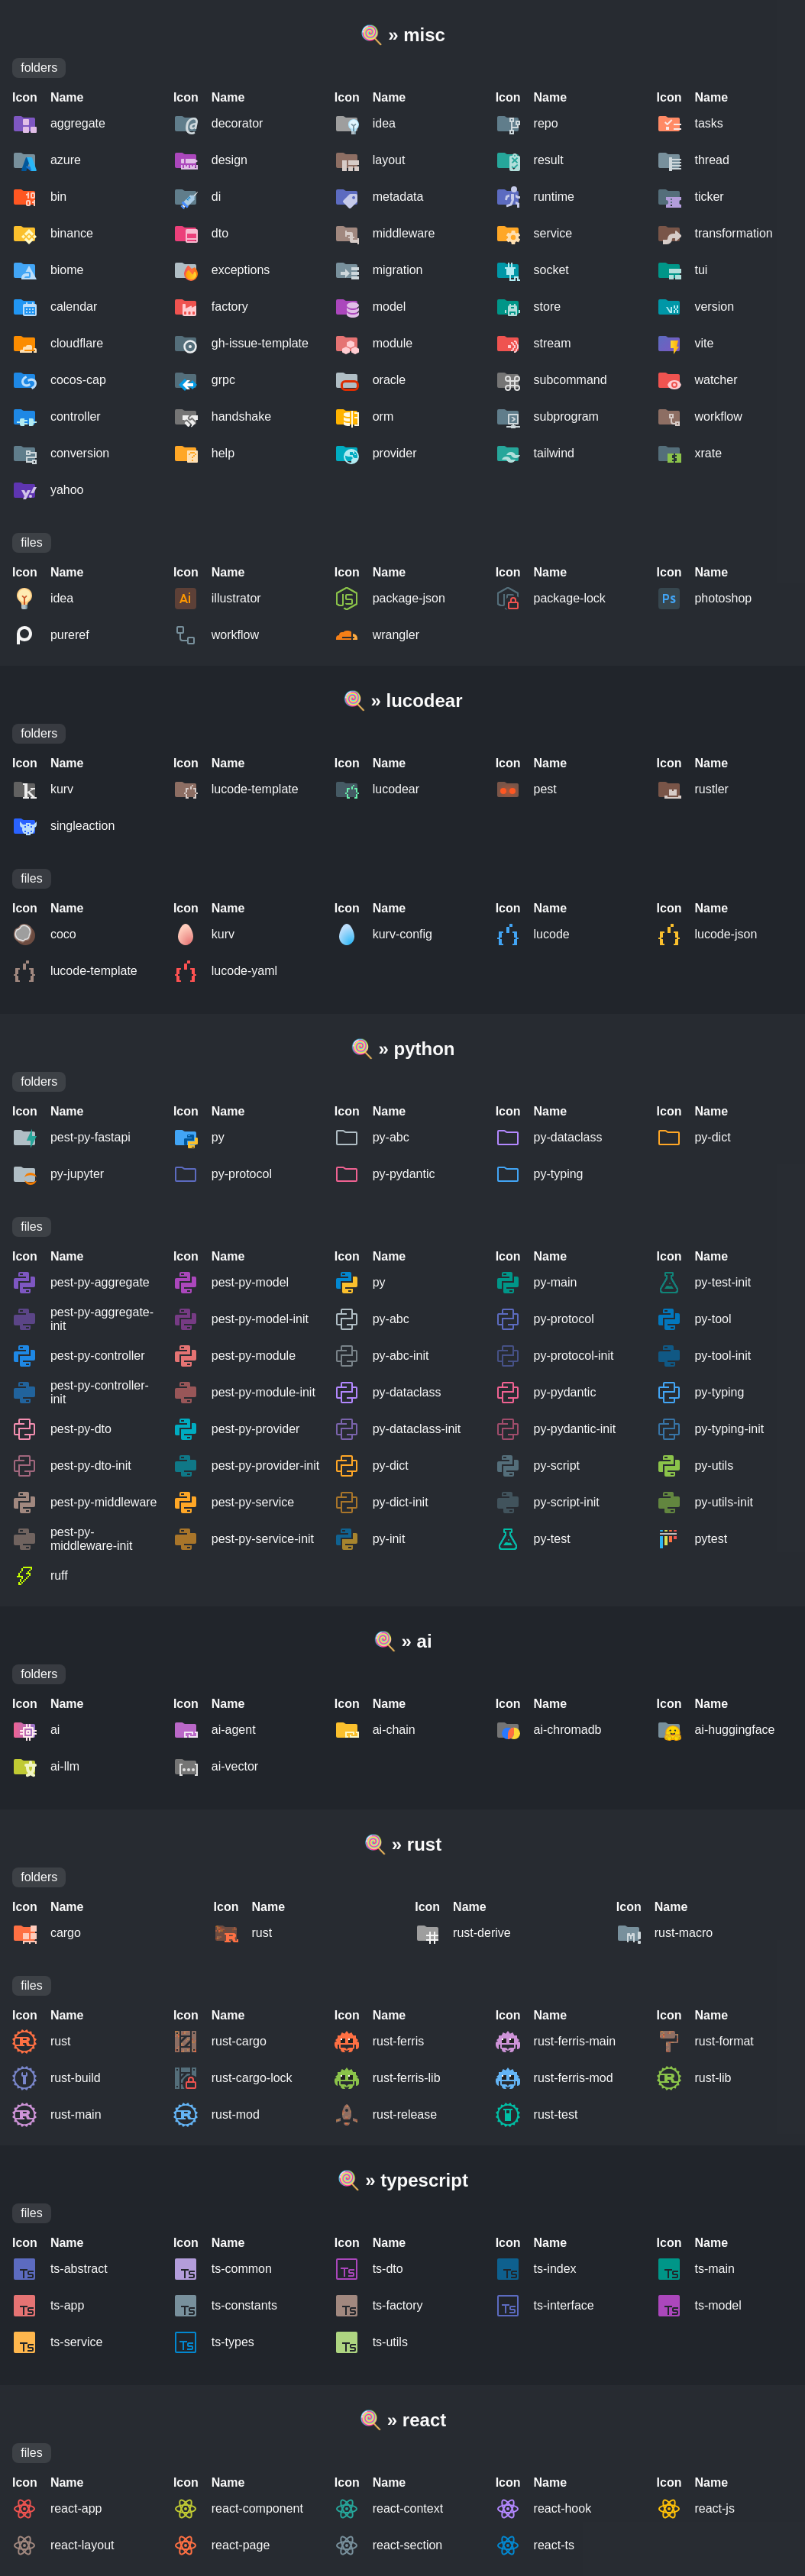 » misc
folders
Icon Name Icon Name Icon Name Icon Name Icon Name
aggregate decorator idea repo tasks
azure design layout result thread
bin di metadata runtime ticker
binance dto middleware service transformation
biome exceptions migration socket tui
calendar factory model store version
cloudflare gh-issue-template module stream vite
cocos-cap grpc oracle subcommand watcher
controller handshake orm subprogram workflow
conversion help provider tailwind xrate
yahoo
files
Icon Name Icon Name Icon Name Icon Name Icon Name
idea illustrator package-json package-lock photoshop
pureref workflow wrangler
» lucodear
folders
Icon Name Icon Name Icon Name Icon Name Icon Name
kurv lucode-template lucodear pest rustler
singleaction
files
Icon Name Icon Name Icon Name Icon Name Icon Name
coco kurv kurv-config lucode lucode-json
lucode-template lucode-yaml
» python
folders
Icon Name Icon Name Icon Name Icon Name Icon Name
pest-py-fastapi py py-abc py-dataclass py-dict
py-jupyter py-protocol py-pydantic py-typing
files
Icon Name Icon Name Icon Name Icon Name Icon Name
pest-py-aggregate pest-py-model py py-main py-test-init
pest-py-aggregate-
init pest-py-model-init py-abc py-protocol py-tool
pest-py-controller pest-py-module py-abc-init py-protocol-init py-tool-init
pest-py-controller-
init pest-py-module-init py-dataclass py-pydantic py-typing
pest-py-dto pest-py-provider py-dataclass-init py-pydantic-init py-typing-init
pest-py-dto-init pest-py-provider-init py-dict py-script py-utils
pest-py-middleware pest-py-service py-dict-init py-script-init py-utils-init
pest-py-
middleware-init pest-py-service-init py-init py-test pytest
ruff
» ai
folders
Icon Name Icon Name Icon Name Icon Name Icon Name
ai ai-agent ai-chain ai-chromadb ai-huggingface
ai-llm ai-vector
» rust
folders
Icon Name Icon Name Icon Name Icon Name
cargo rust rust-derive rust-macro
files
Icon Name Icon Name Icon Name Icon Name Icon Name
rust rust-cargo rust-ferris rust-ferris-main rust-format
rust-build rust-cargo-lock rust-ferris-lib rust-ferris-mod rust-lib
rust-main rust-mod rust-release rust-test
» typescript
files
Icon Name Icon Name Icon Name Icon Name Icon Name
ts-abstract ts-common ts-dto ts-index ts-main
ts-app ts-constants ts-factory ts-interface ts-model
ts-service ts-types ts-utils
» react
files
Icon Name Icon Name Icon Name Icon Name Icon Name
react-app react-component react-context react-hook react-js
react-layout react-page react-section react-ts